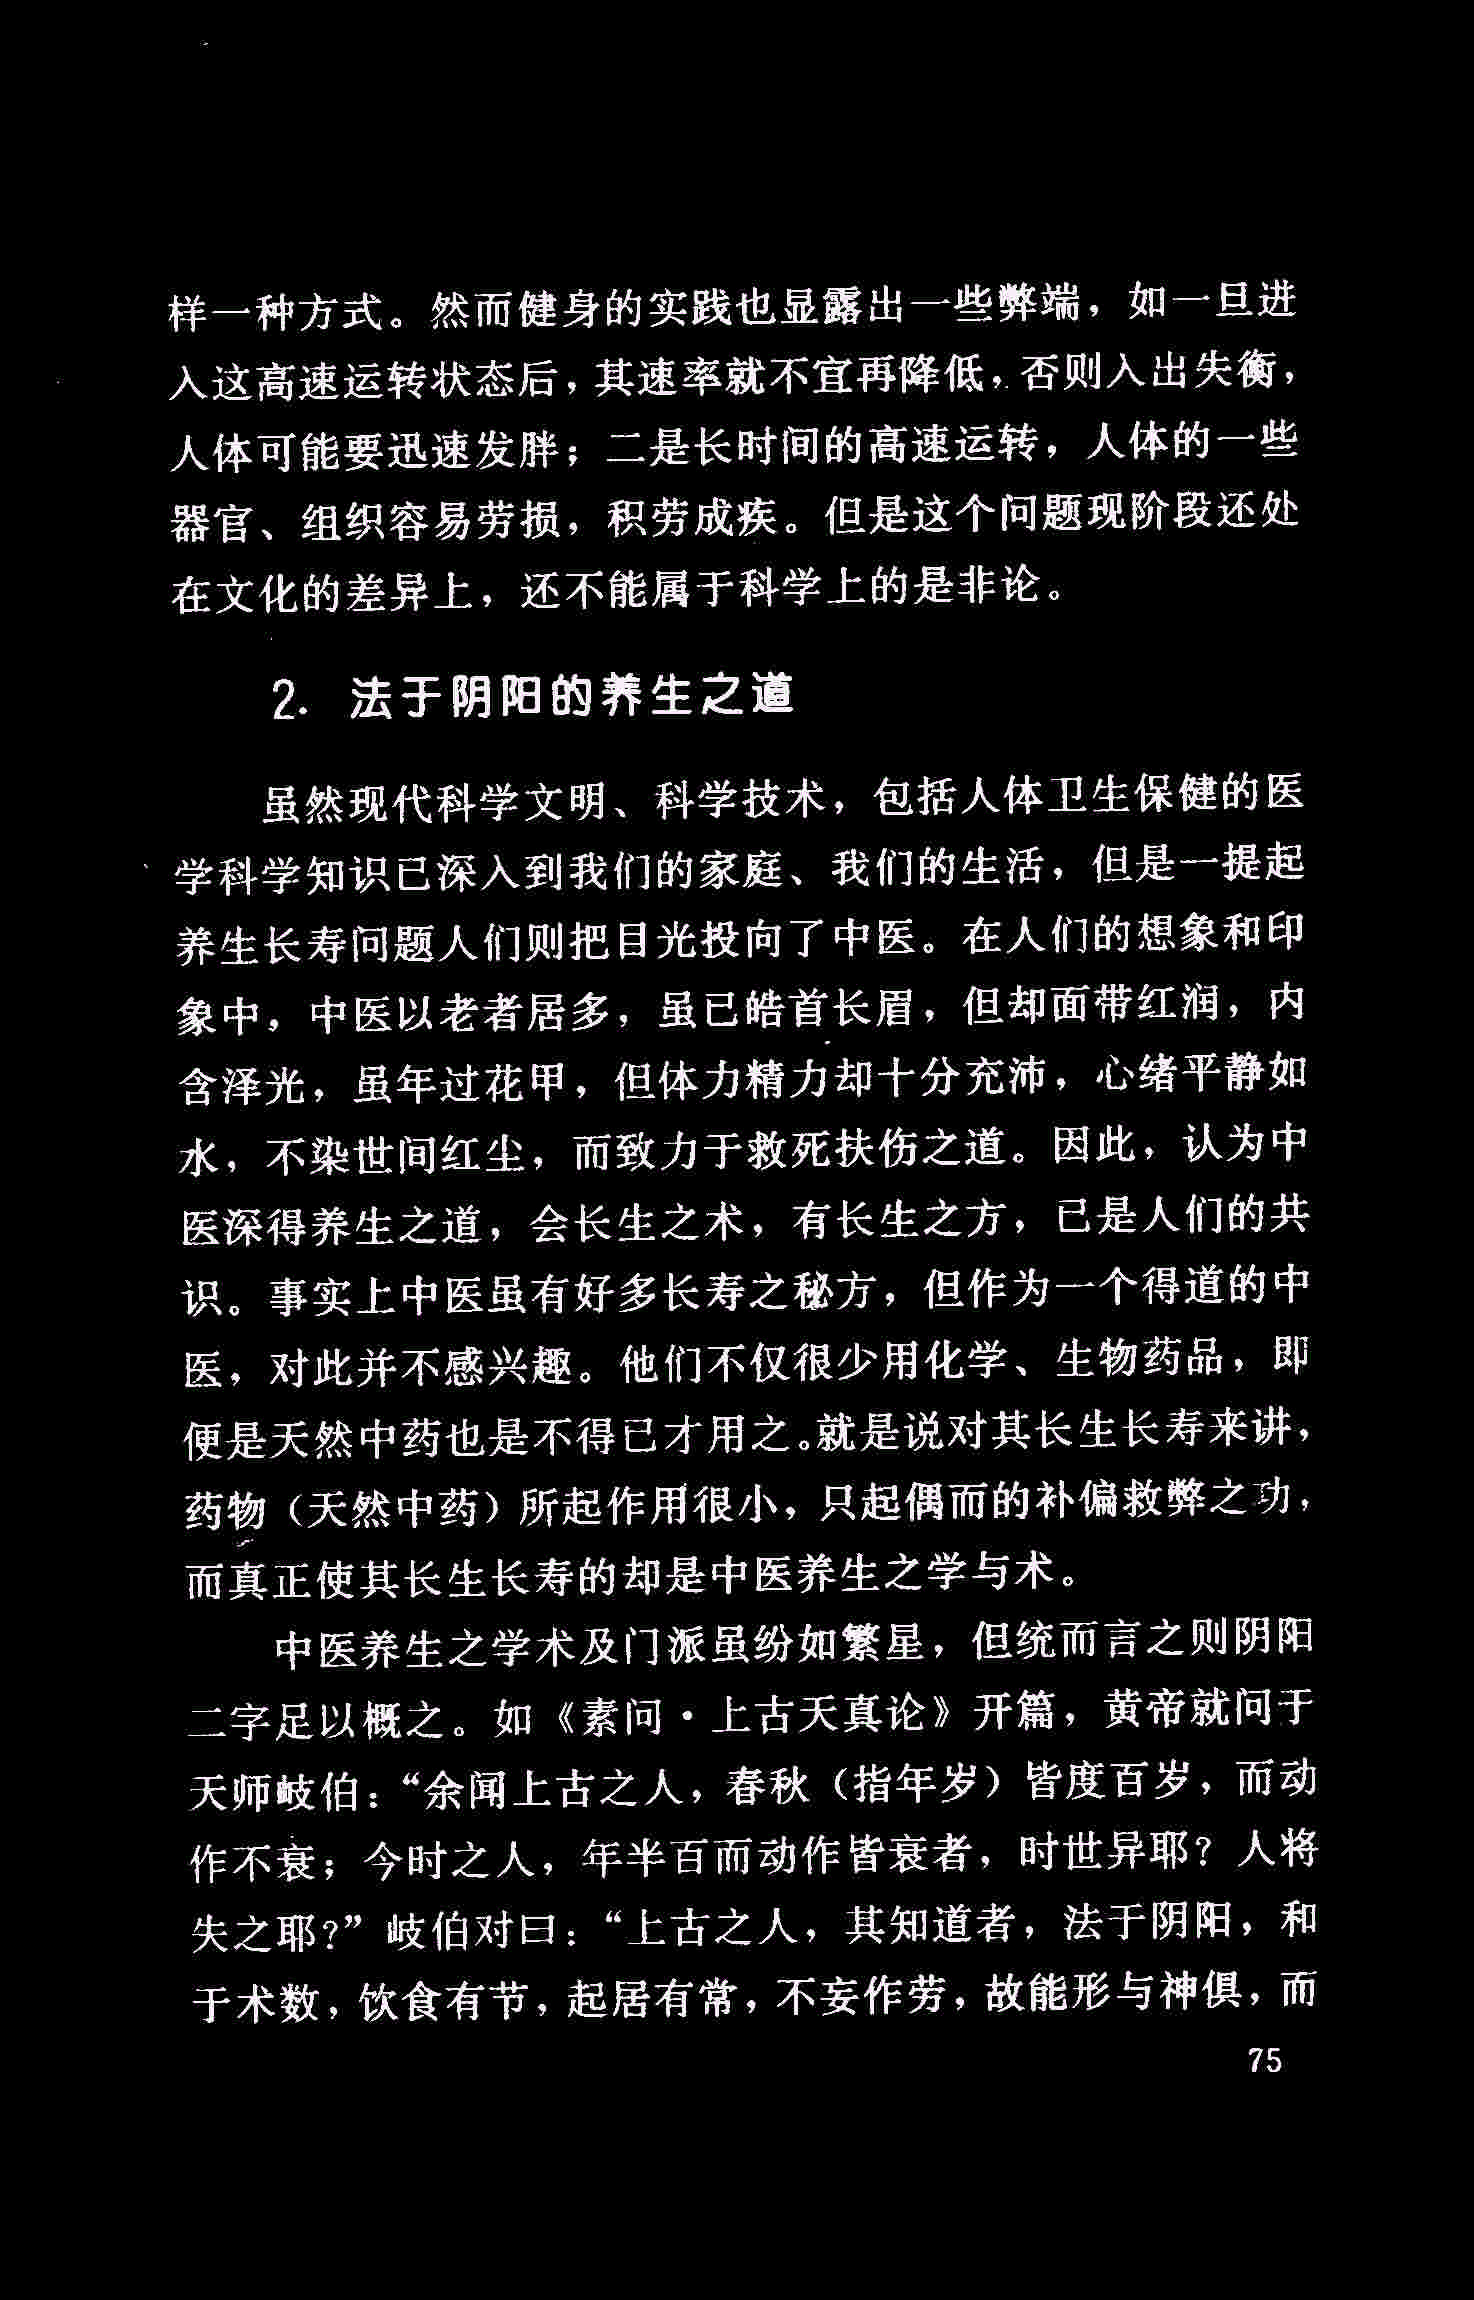 样一种方式。然而健身的实践也显露出一些弊端，如一旦进
入这高速运转状态后，其速率就不宜再降低，否则入出失衡，
人体可能要迅速发胖；二是长时间的高速运转，人体的一些
器官、组织容易劳损，积劳成疾。但是这个问题现阶段还处
在文化的差异上，还不能属于科学上的是非论。
2. 法于阴阳的养生之道
虽然现代科学文明、科学技术，包括人体卫生保健的医
学科学知识已深入到我们的家庭、我们的生活，但是一提起
养生长寿问题人们则把目光投向了中医。在人们的想象和印
象中，中医以老者居多，虽已皓首长眉，但却面带红润，内
含泽光，虽年过花甲，但体力精力却十分充沛，心绪平静如
水，不染世间红尘，而致力于救死扶伤之道。因此，认为中
医深得养生之道，会长生之术，有长生之方，已是人们的共
识。事实上中医虽有好多长寿之秘方，但作为一个得道的中
医，对此并不感兴趣。他们不仅很少用化学、生物药品，即
便是天然中药也是不得已才用之。就是说对其长生长寿来讲，
药物（天然中药）所起作用很小，只起偶而的补偏救弊之功，
而真正使其长生长寿的却是中医养生之学与术。
中医养生之学术及门派虽纷如繁星，但统而言之则阴阳
二字足以概之。如《素问·上古天真论》开篇，黄帝就问于
天师岐伯：“余闻上古之人，春秋（指年岁）皆度百岁，而动
作不衰；今时之人，年半百而动作皆衰者，时世异耶？人将
失之耶？”岐伯对曰：“上古之人，其知道者，法于阴阳，和
于术数，饮食有节，起居有常，不妄作劳，故能形与神俱，而
75